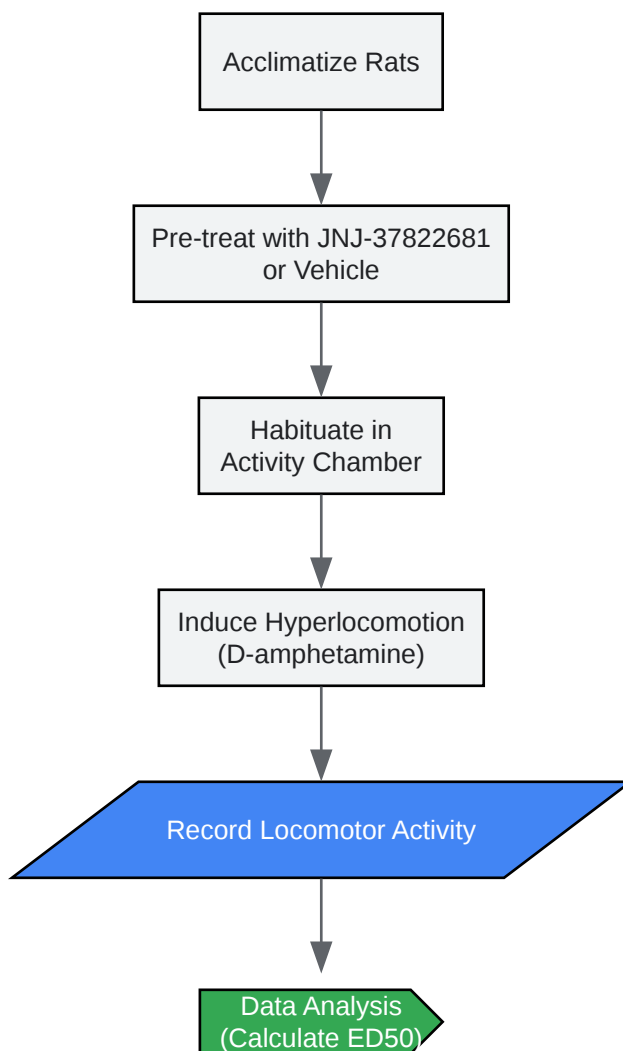 Acclimatize Rats
Pre-treat with JNJ-37822681
or Vehicle
Habituate in
Activity Chamber
Induce Hyperlocomotion
(D-amphetamine)
Record Locomotor Activity
Data Analysis
(Calculate ED50)